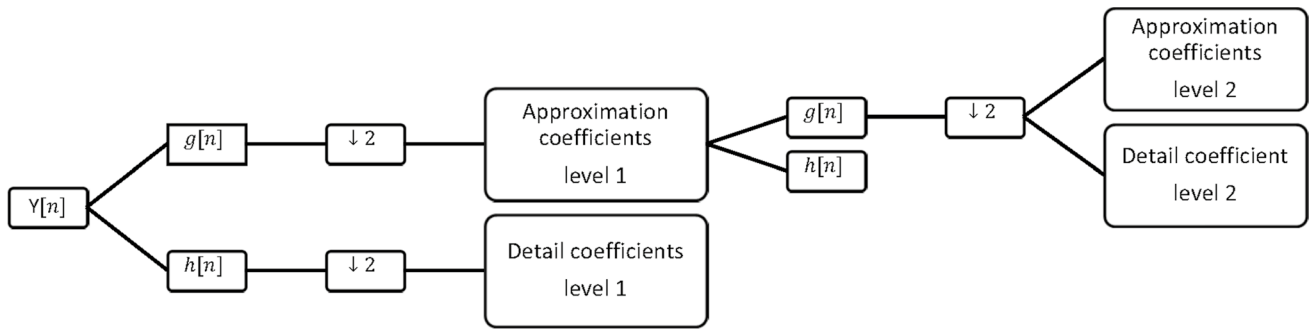 Y[n]
g[n]
↓ 2
Approximation
coefficients
level 1
h[n]
↓ 2
Detail coefficients
level 1
g[n]
↓ 2
h[n]
Approximation
coefficients
level 2
Detail coefficient
level 2